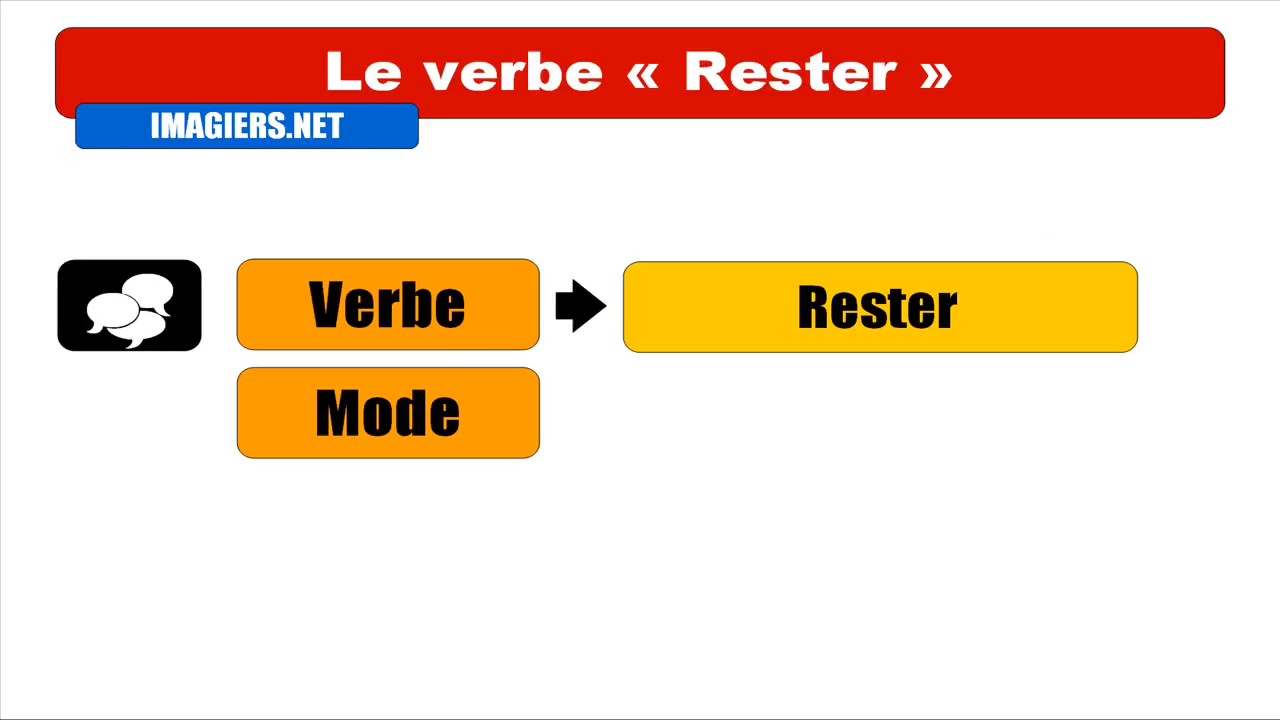 Le verbe « Rester »
IMAGIERS.NET
Verbe
Rester
Mode